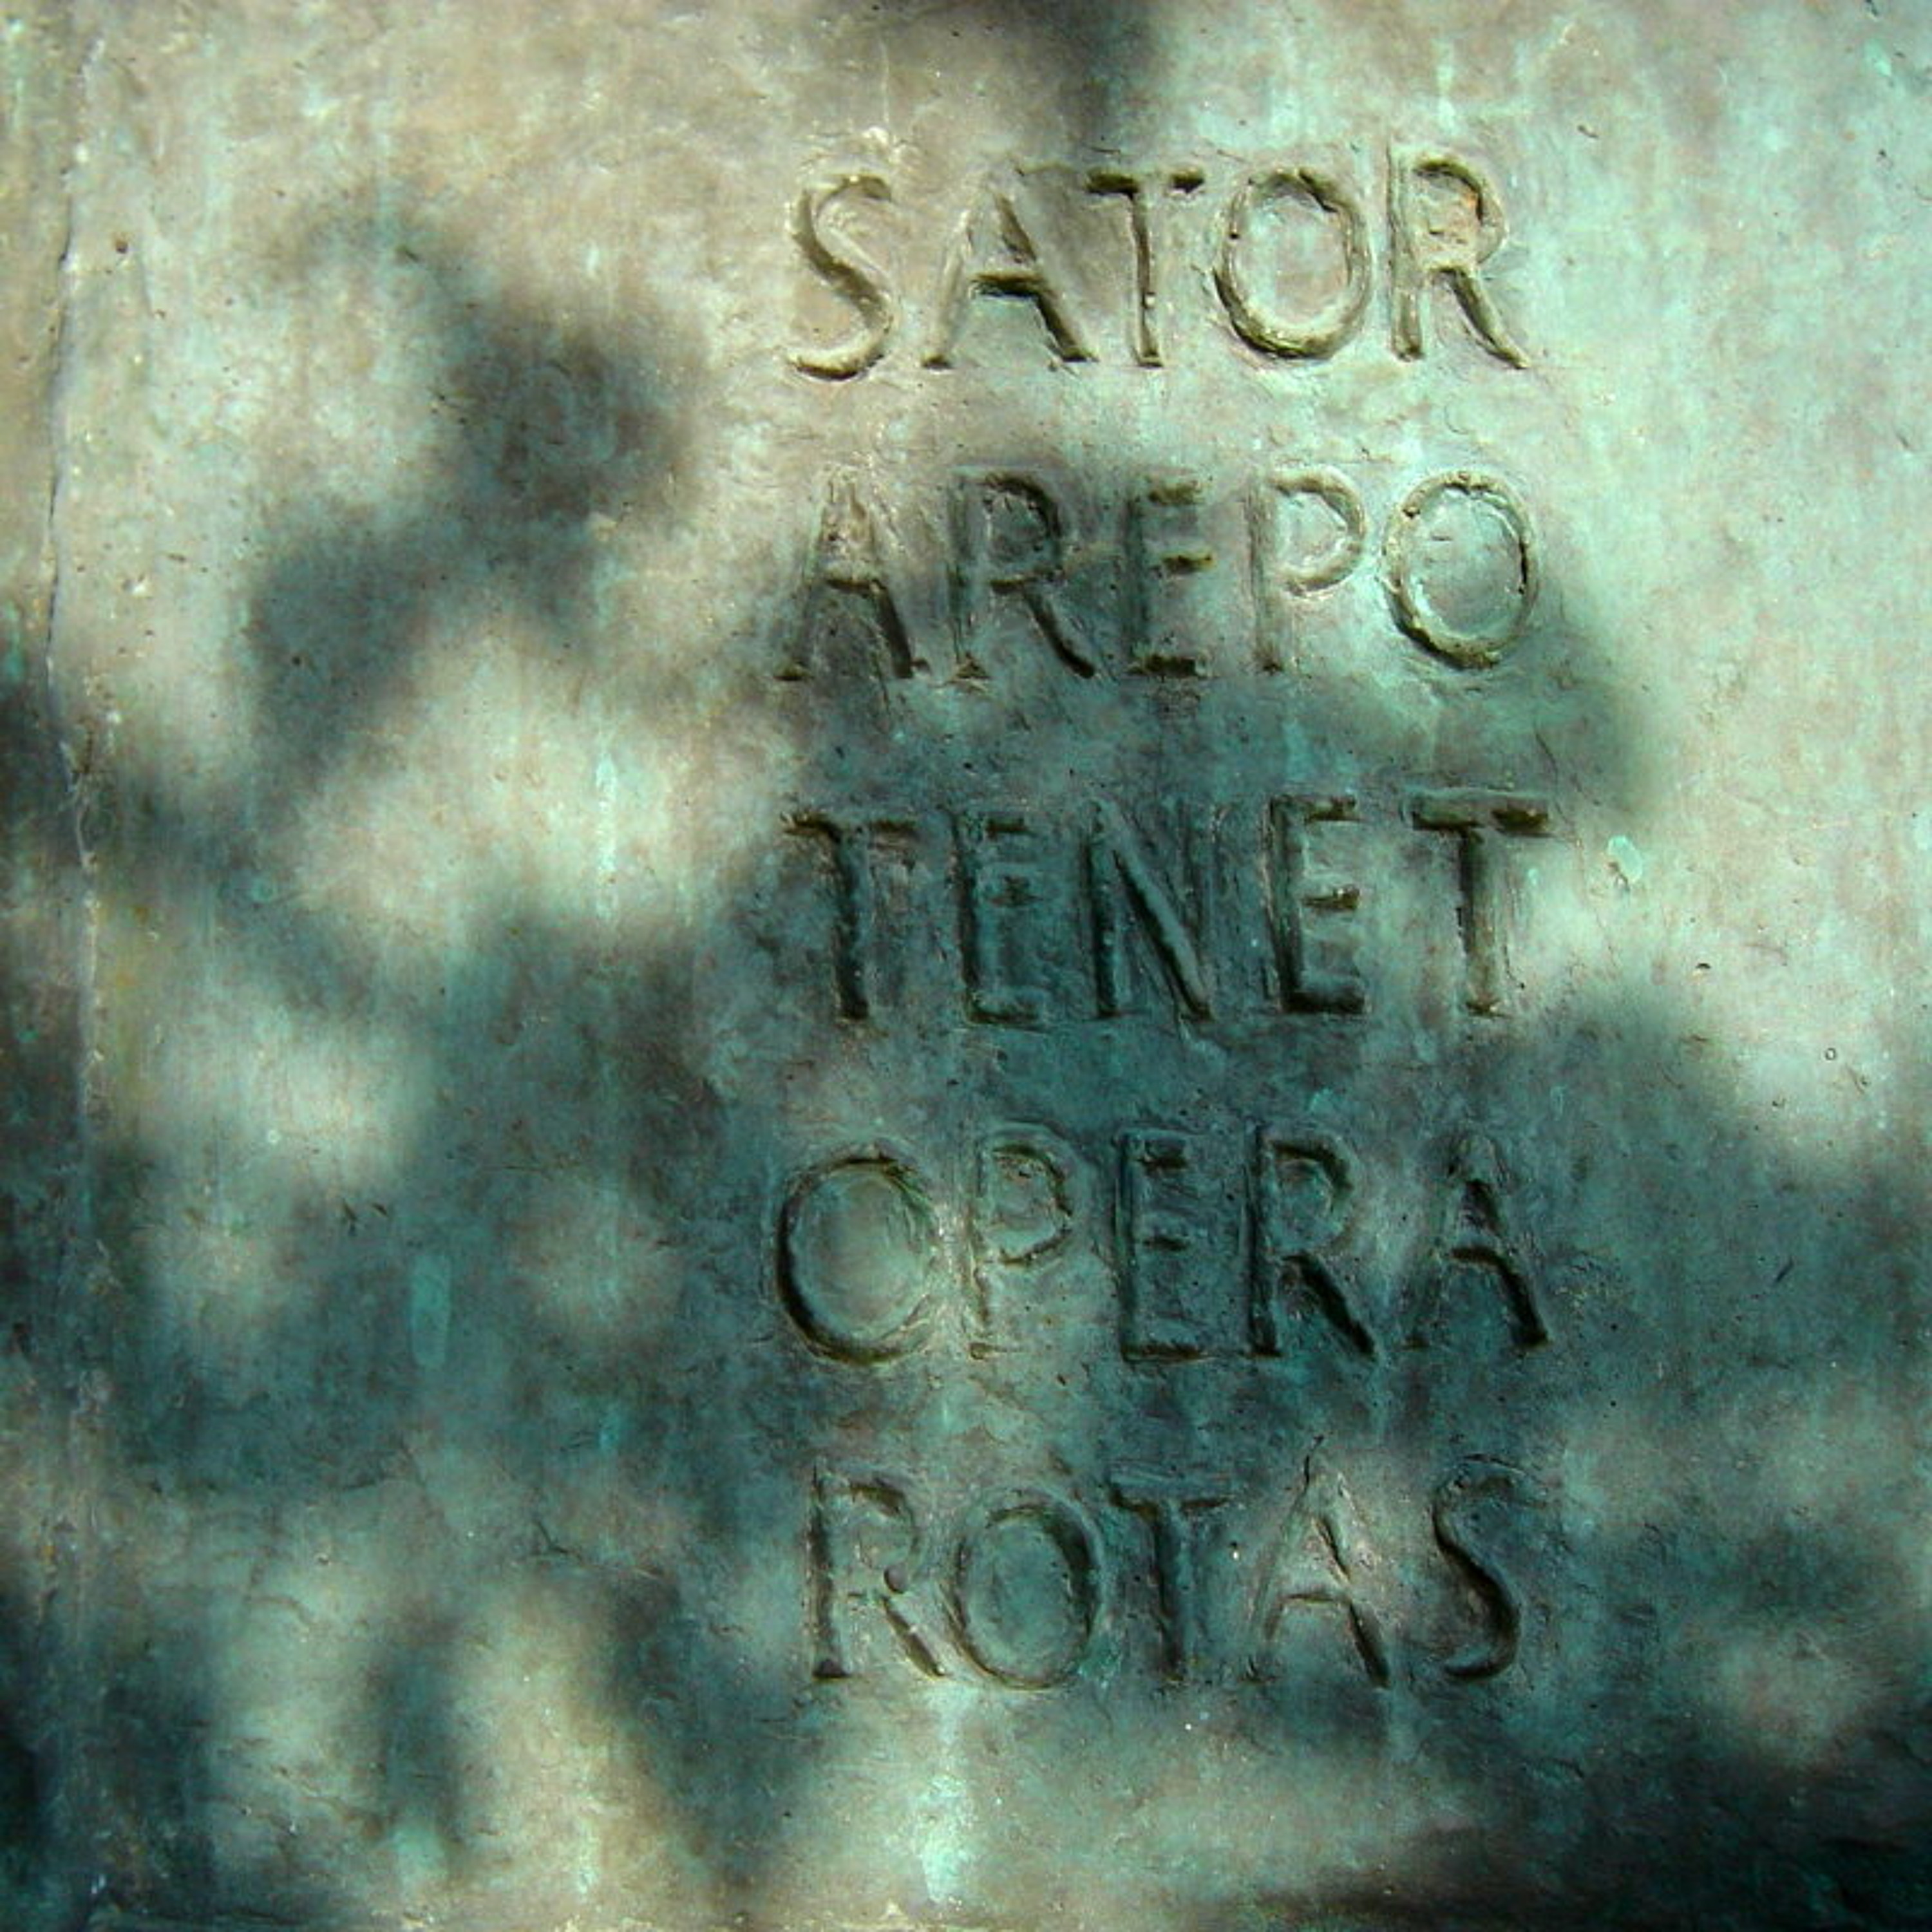 SATOR
AREPO
TENET
OPERA
ROTAS